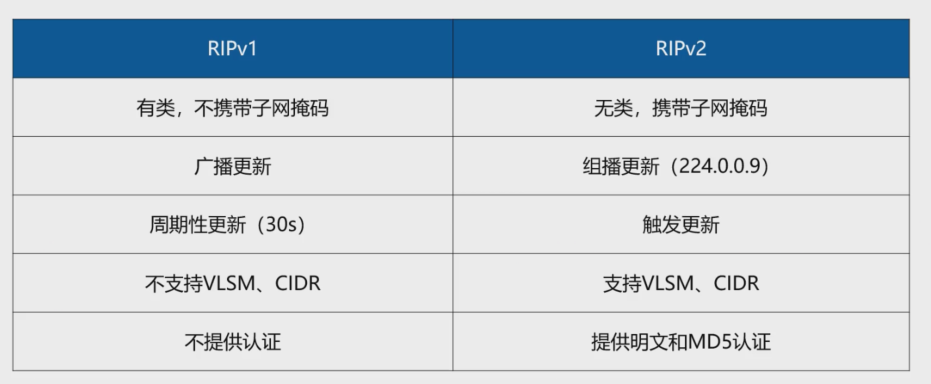 RIPv1 RIPv2
有类，不携带子网掩码 无类，携带子网掩码
广播更新 组播更新（224.0.0.9）
周期性更新（30s） 触发更新
不支持VLSM、CIDR 支持VLSM、CIDR
不提供认证 提供明文和MD5认证